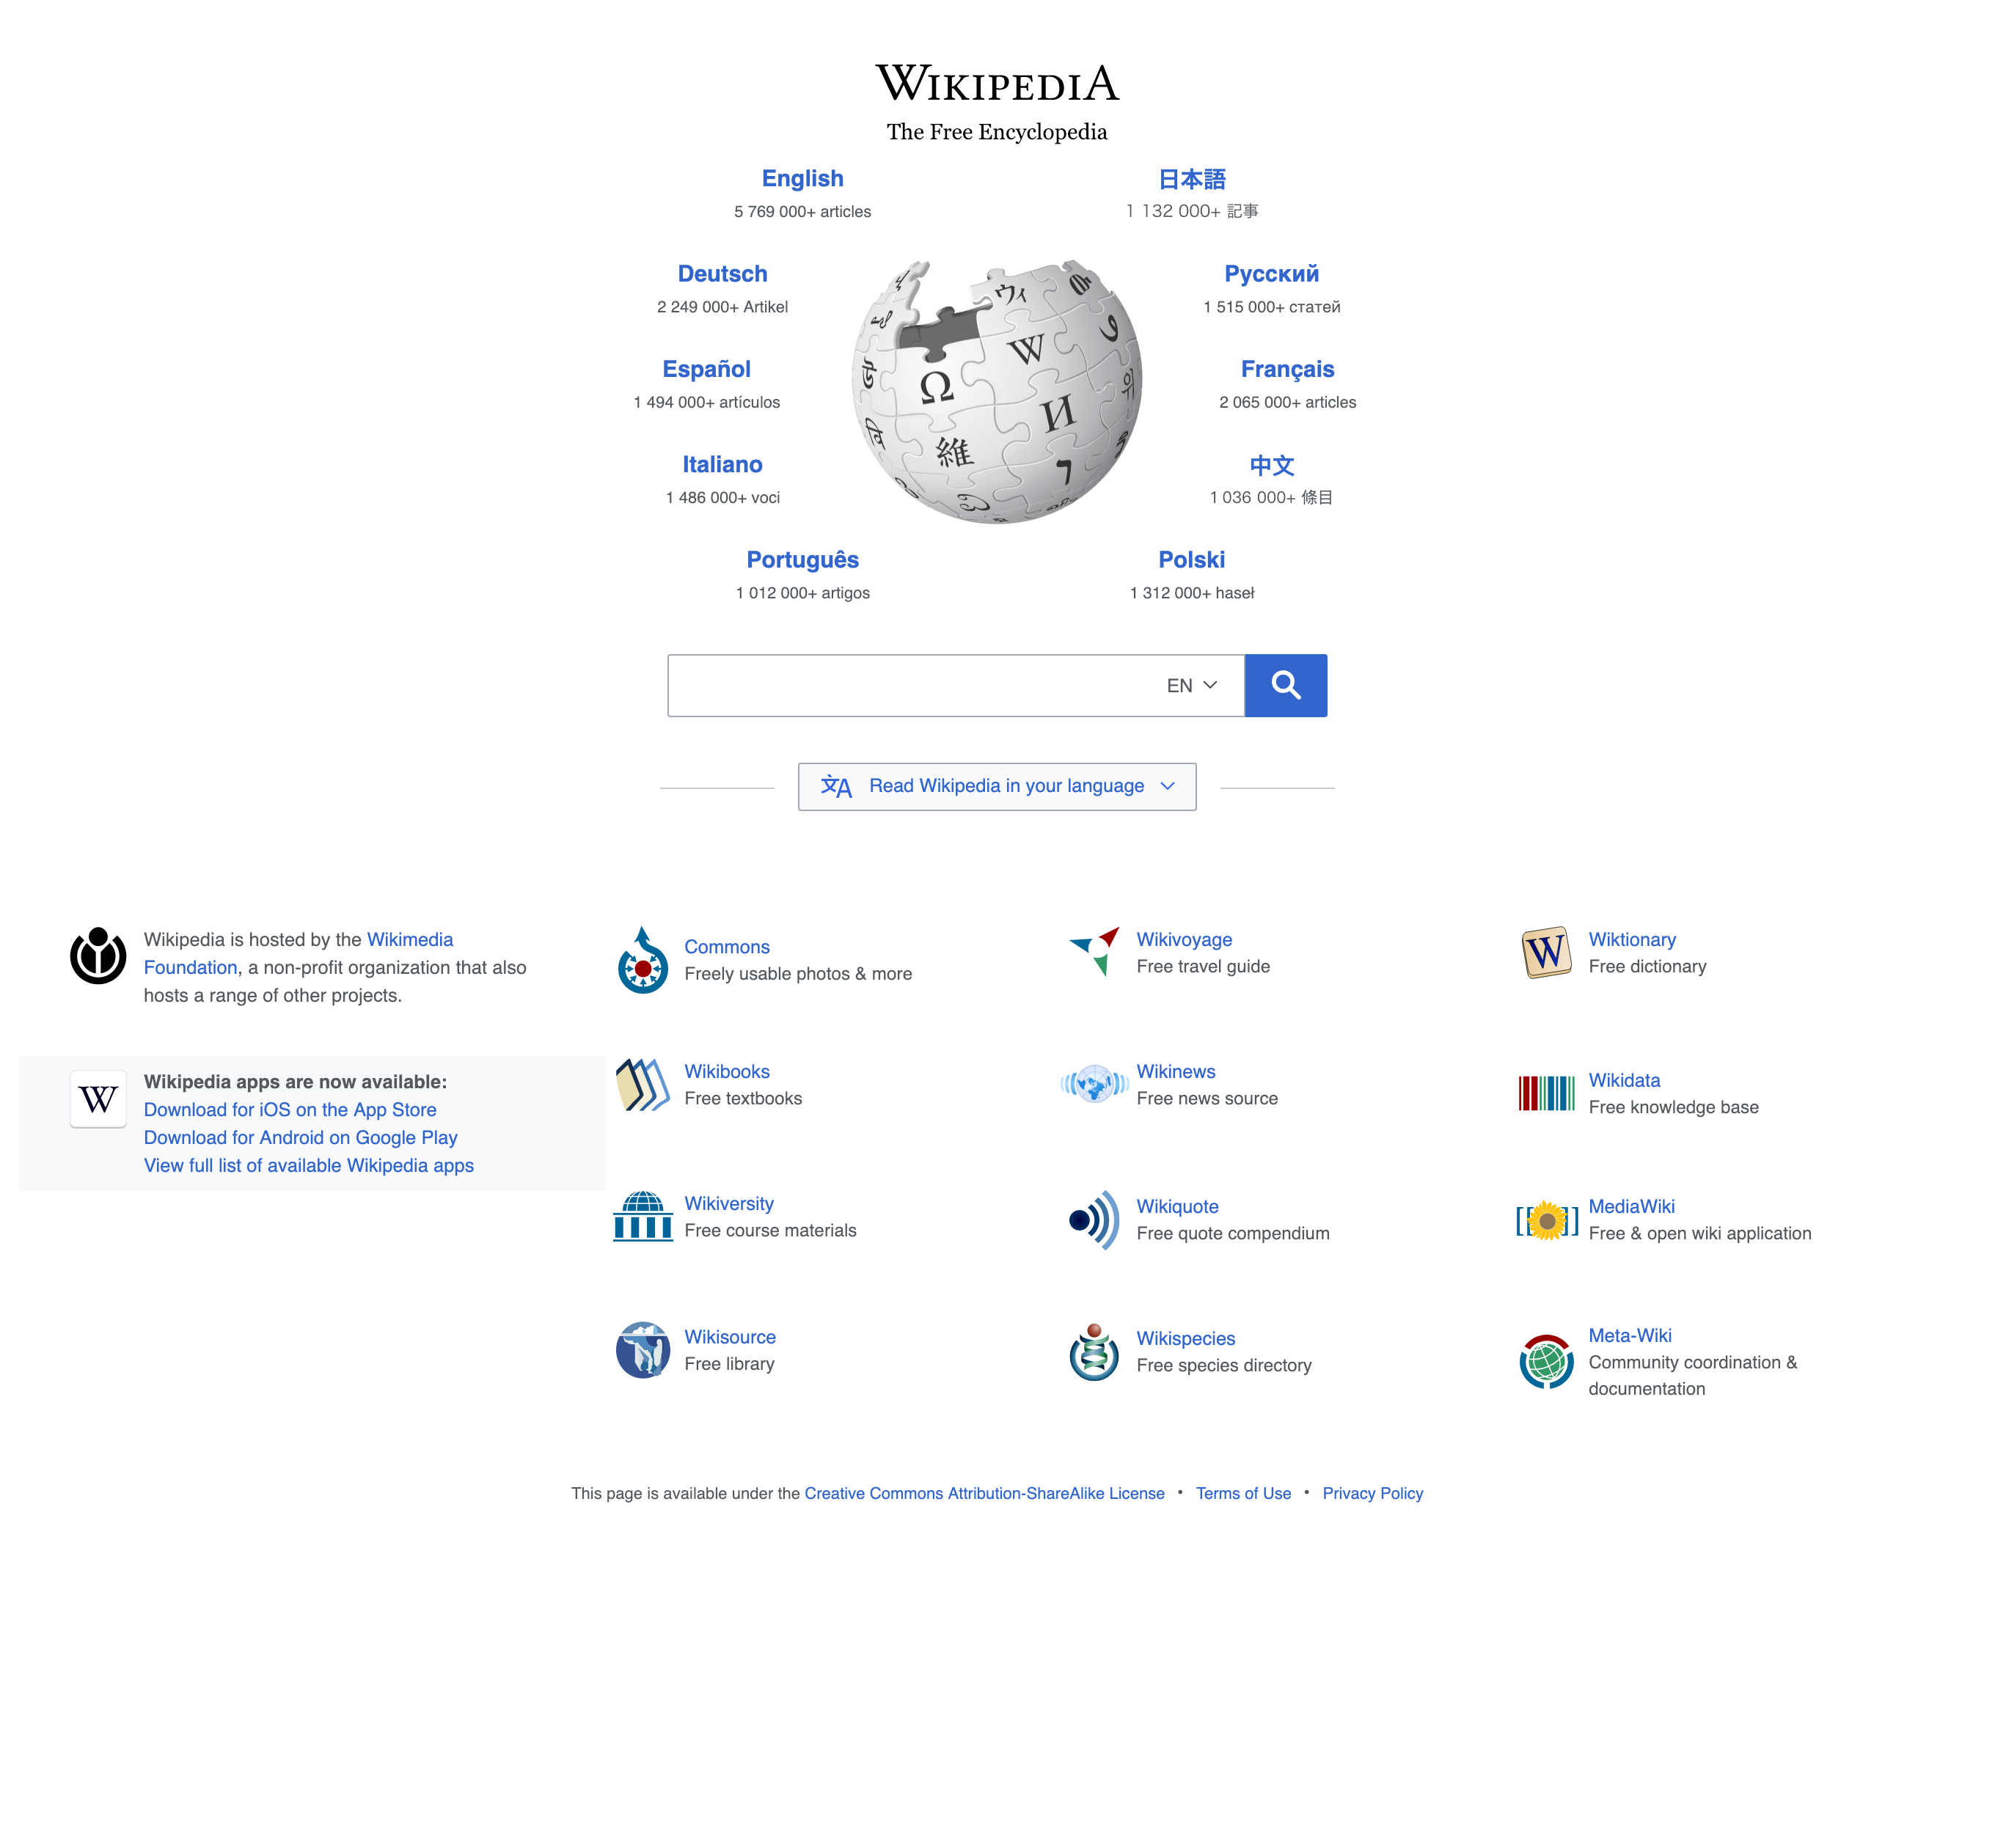 WIKIPEDIA
The Free Encyclopedia
English
5 769 000+ articles
日本語
1 132 000+ 記事
Deutsch
2 249 000+ Artikel
Русский
1 515 000+ статей
Español
1 494 000+ artículos
Français
2 065 000+ articles
Italiano
1 486 000+ voci
中文
1 036 000+ 條目
Português
1 012 000+ artigos
Polski
1 312 000+ haseł
Ω
W
И
維
ウィ
EN
文A Read Wikipedia in your language
Wikipedia is hosted by the Wikimedia
Foundation, a non-profit organization that also
hosts a range of other projects.
W
Wikipedia apps are now available:
Download for iOS on the App Store
Download for Android on Google Play
View full list of available Wikipedia apps
Commons
Freely usable photos & more
Wikivoyage
Free travel guide
W
Wiktionary
Free dictionary
Wikibooks
Free textbooks
Wikinews
Free news source
Wikidata
Free knowledge base
Wikiversity
Free course materials
Wikiquote
Free quote compendium
MediaWiki
Free & open wiki application
Wikisource
Free library
Wikispecies
Free species directory
Meta-Wiki
Community coordination &
documentation
This page is available under the Creative Commons Attribution-ShareAlike License • Terms of Use • Privacy Policy